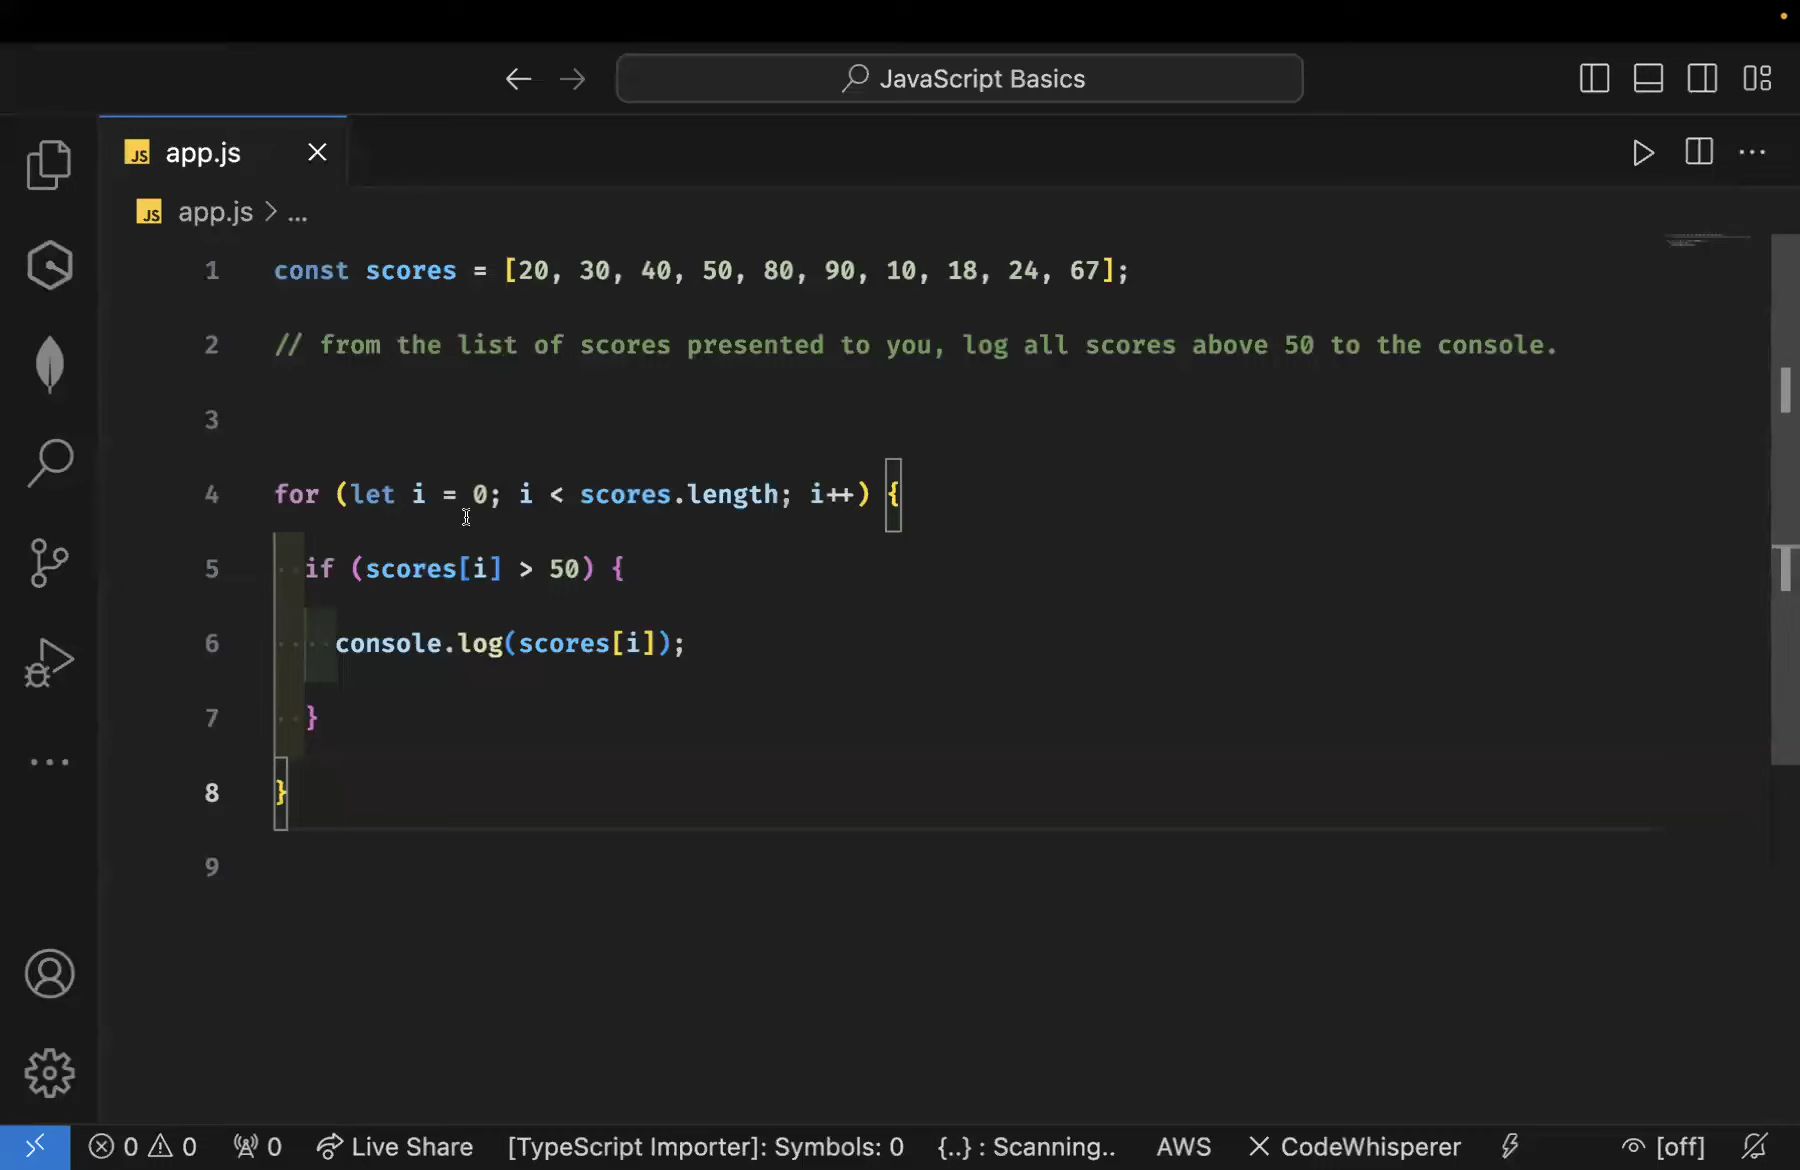 JavaScript Basics
JS app.js
JS app.js > ...
1 const scores = [20, 30, 40, 50, 80, 90, 10, 18, 24, 67];
2 // from the list of scores presented to you, log all scores above 50 to the console.
3
4 for (let i = 0; i < scores.length; i++) {
5 if (scores[i] > 50) {
6 console.log(scores[i]);
7 }
8 }
9
0 0 0 Live Share [TypeScript Importer]: Symbols: 0 {..} : Scanning.. AWS CodeWhisperer [off]